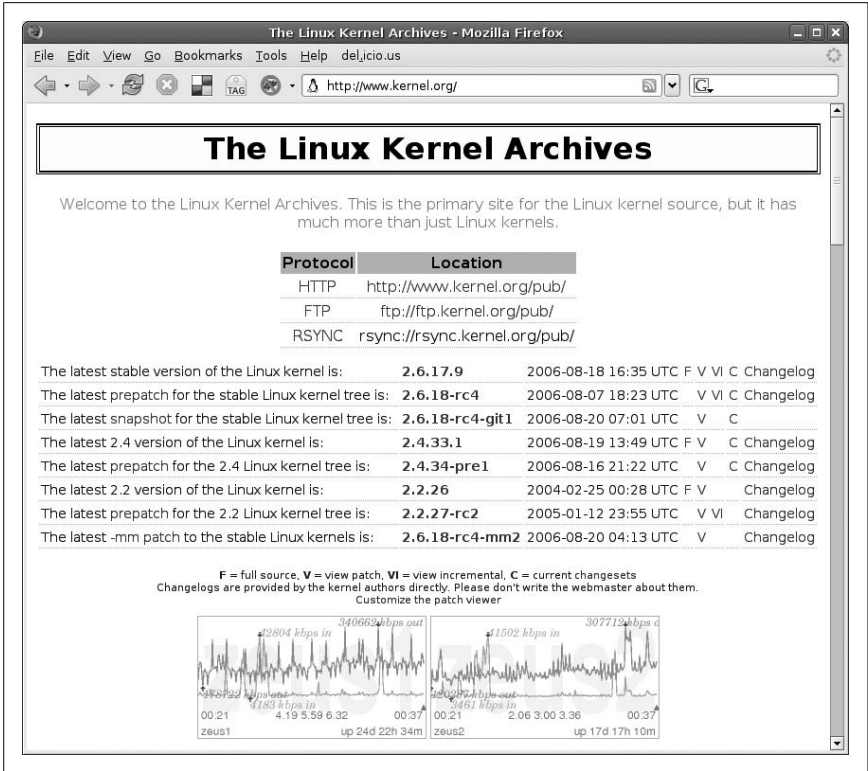 The Linux Kernel Archives - Mozilla Firefox
File Edit View Go Bookmarks Tools Help del.icio.us
TAG http://www.kernel.org/ G
The Linux Kernel Archives
Welcome to the Linux Kernel Archives. This is the primary site for the Linux kernel source, but it has
much more than just Linux kernels.
Protocol Location
HTTP http://www.kernel.org/pub/
FTP ftp://ftp.kernel.org/pub/
RSYNC rsync://rsync.kernel.org/pub/
The latest stable version of the Linux kernel is: 2.6.17.9 2006-08-18 16:35 UTC F V VI C Changelog
The latest prepatch for the stable Linux kernel tree is: 2.6.18-rc4 2006-08-07 18:23 UTC V VI C Changelog
The latest snapshot for the stable Linux kernel tree is: 2.6.18-rc4-git1 2006-08-20 07:01 UTC V C
The latest 2.4 version of the Linux kernel is: 2.4.33.1 2006-08-19 13:49 UTC F V C Changelog
The latest prepatch for the 2.4 Linux kernel tree is: 2.4.34-pre1 2006-08-16 21:22 UTC V C Changelog
The latest 2.2 version of the Linux kernel is: 2.2.26 2004-02-25 00:28 UTC F V Changelog
The latest prepatch for the 2.2 Linux kernel tree is: 2.2.27-rc2 2005-01-12 23:55 UTC V VI Changelog
The latest -mm patch to the stable Linux kernels is: 2.6.18-rc4-mm2 2006-08-20 04:13 UTC V Changelog
F = full source, V = view patch, VI = view incremental, C = current changesets
Changelogs are provided by the kernel authors directly. Please don't write the webmaster about them.
Customize the patch viewer
340662 kbps out 307712 kbps o
42804 kbps in 41502 kbps in
zeus1 zeus2
kbps out kbps out
4183 kbps in 3461 kbps in
00:21 4.19 5.59 6.32 00:37 00:21 2.06 3.00 3.36 00:37
zeus1 up 24d 22h 34m zeus2 up 17d 17h 10m